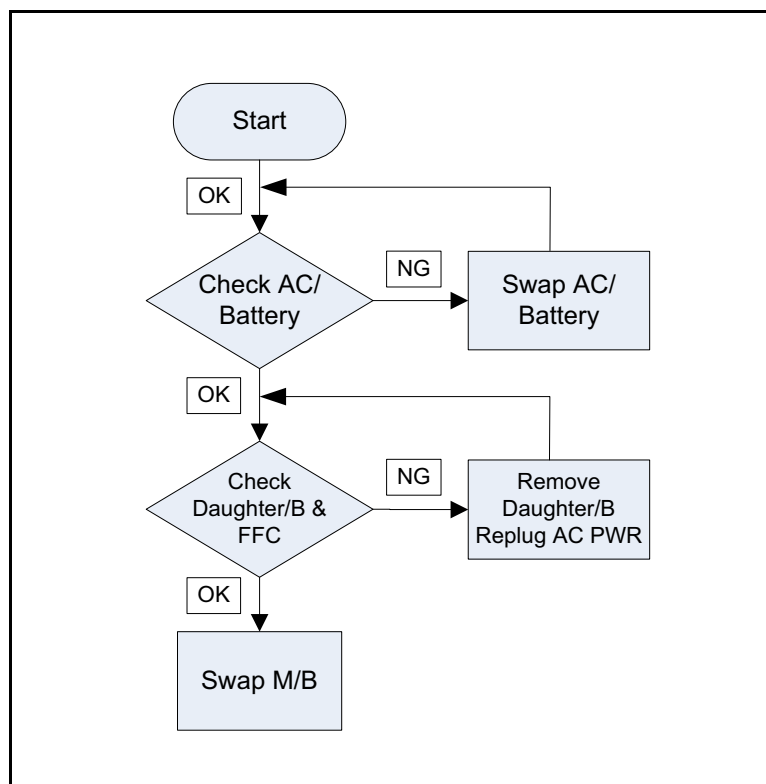 Start
OK
Check AC/
Battery
NG
Swap AC/
Battery
OK
Check
Daughter/B &
FFC
NG
Remove
Daughter/B
Replug AC PWR
OK
Swap M/B